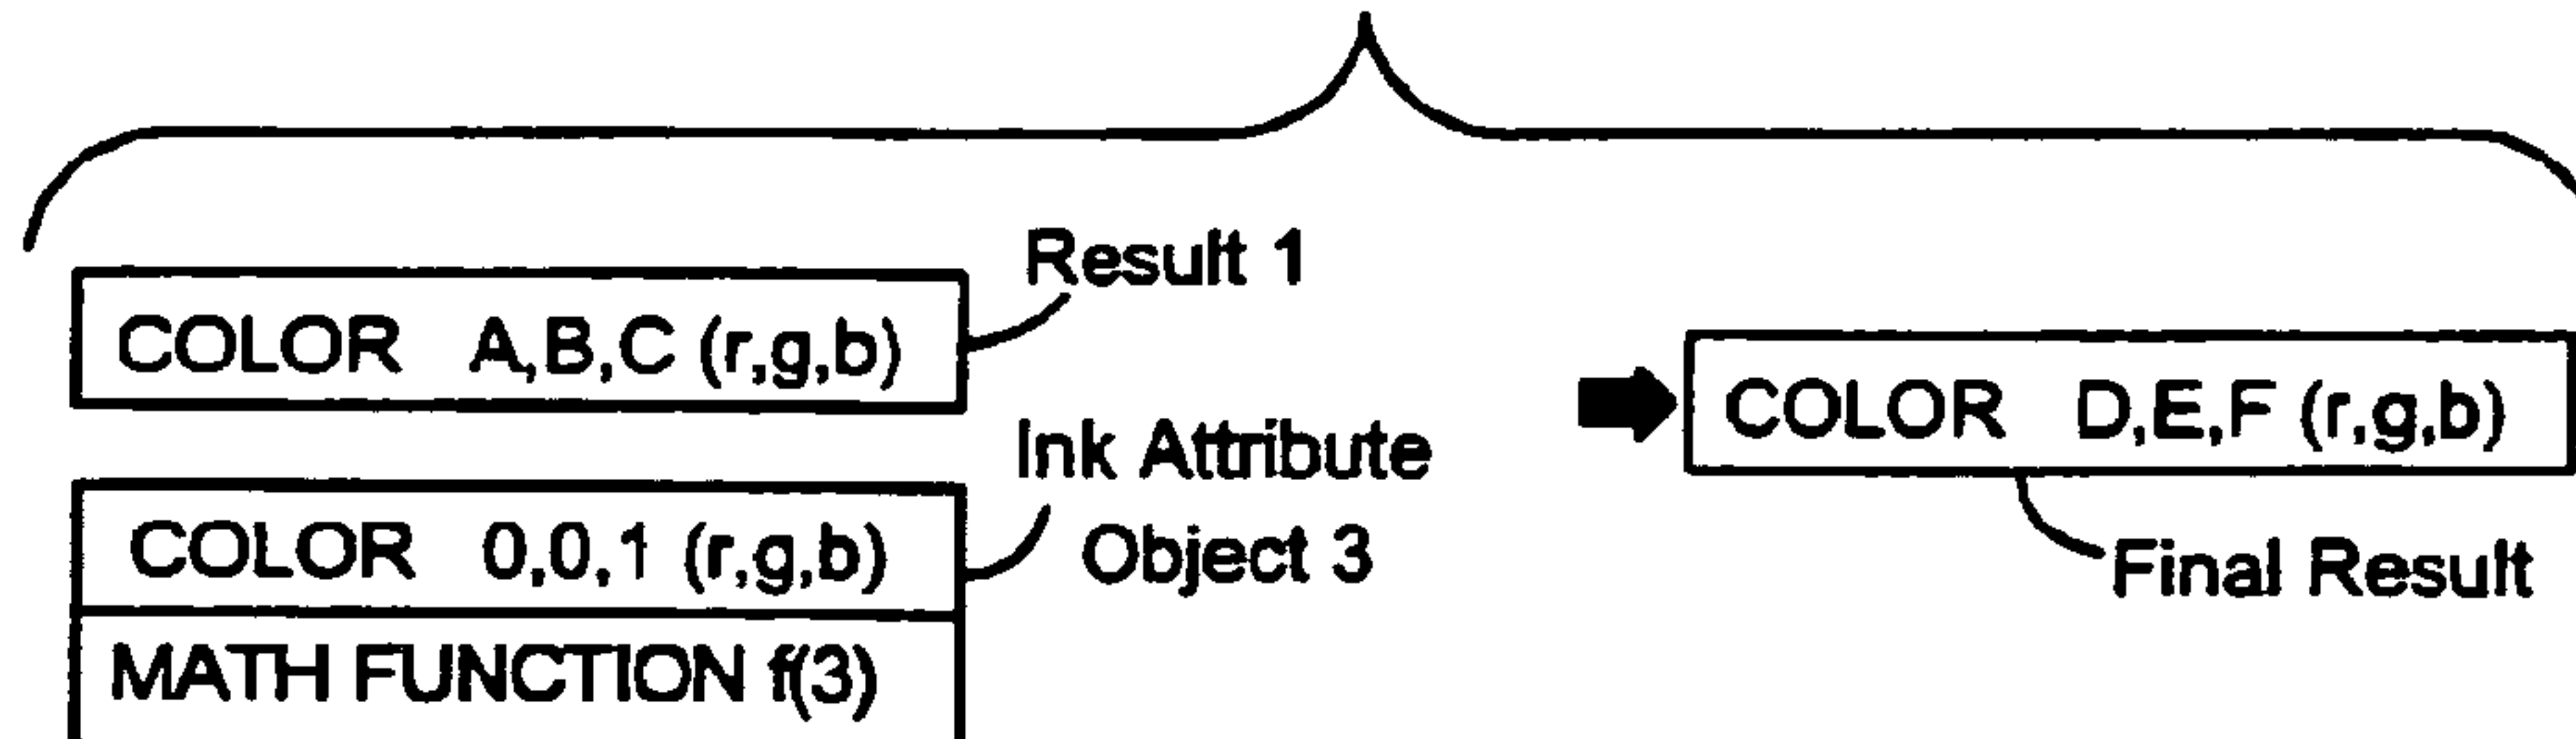 Result 1
COLOR A,B,C (r,g,b)
Ink Attribute
Object 3
COLOR 0,0,1 (r,g,b)
MATH FUNCTION f(3)
COLOR D,E,F (r,g,b)
Final Result